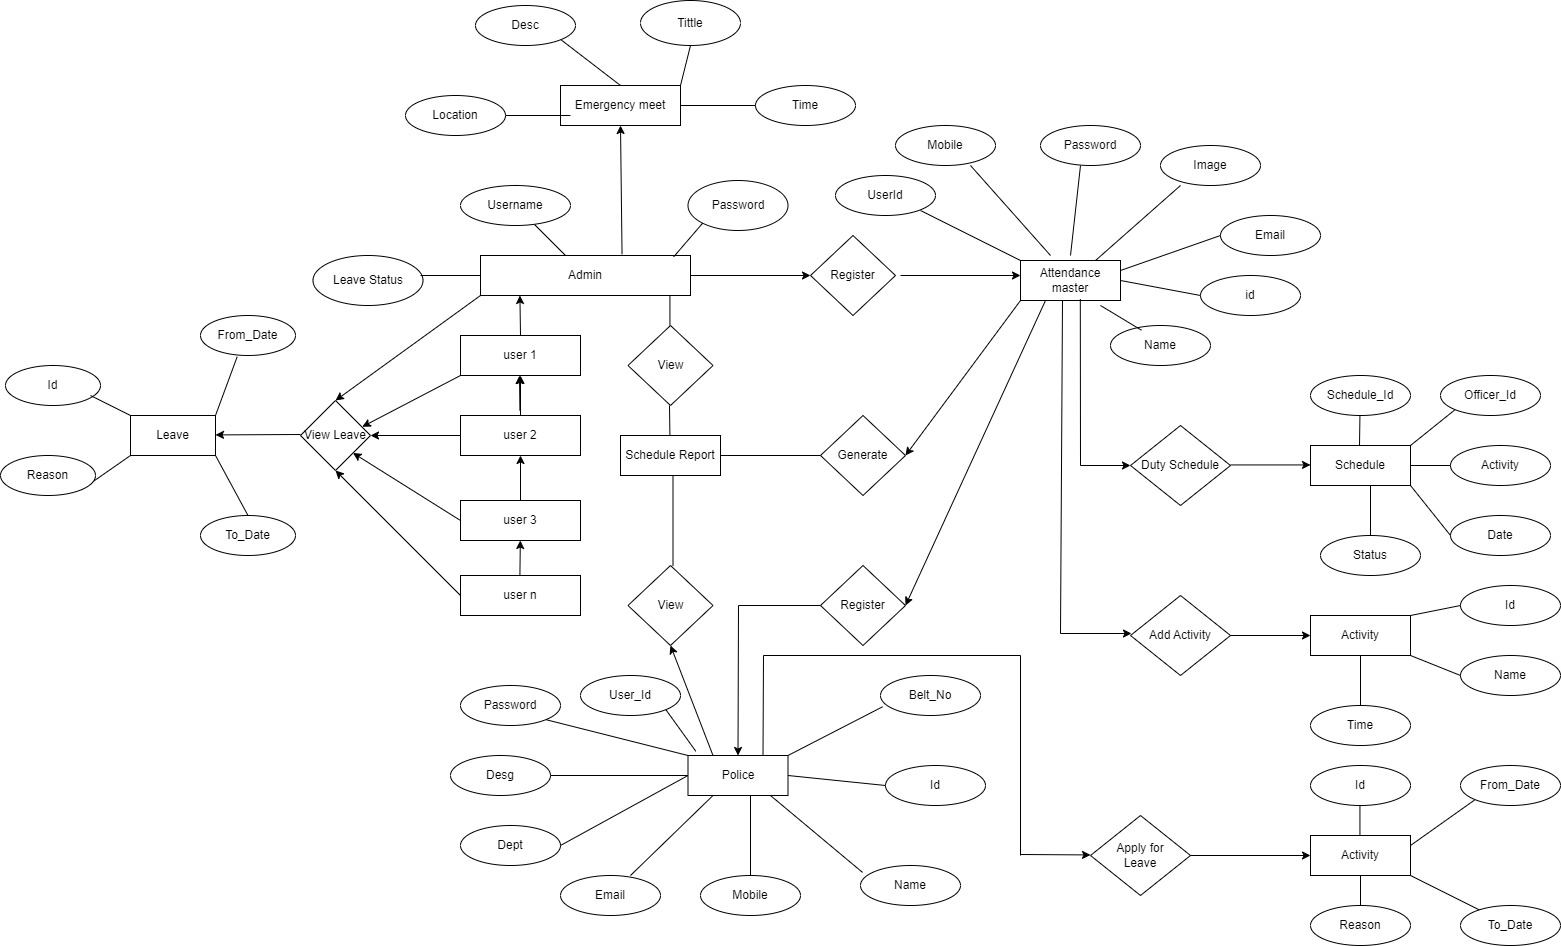 Desc
Tittle
Emergency meet
Location
Time
Mobile
Password
Image
UserId
Username
Password
Email
Leave Status
Admin
Register
Attendance
master
id
Name
From_Date
user 1
View
Id
Schedule_Id
Officer_Id
Leave
View Leave
user 2
Schedule Report
Generate
Duty Schedule
Schedule
Activity
Reason
user 3
To_Date
Date
Status
user n
View
Register
Id
Add Activity
Activity
Name
User_Id
Belt_No
Password
Time
Desg
Police
Id
Id
From_Date
Dept
Apply for
Leave
Activity
Email
Mobile
Name
Reason
To_Date